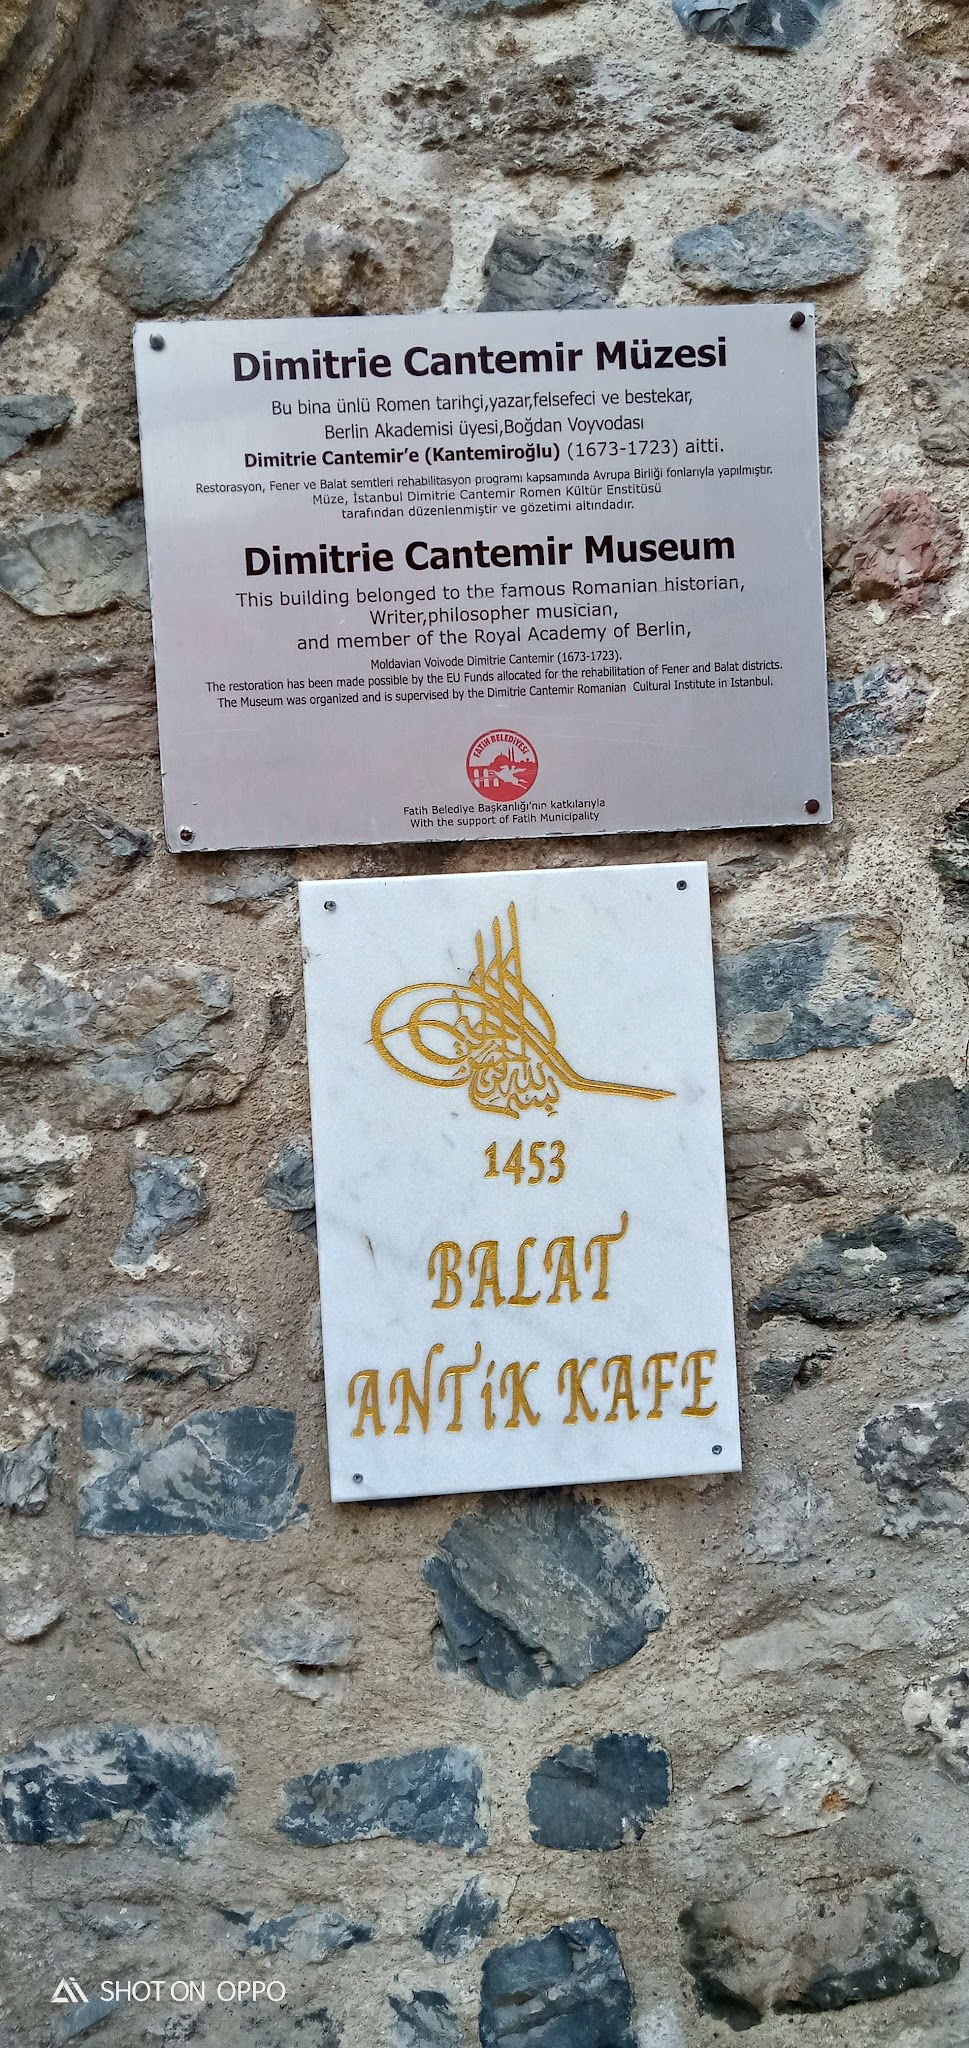 Dimitrie Cantemir Müzesi
Bu bina ünlü Romen tarihçi,yazar,felsefeci ve bestekar,
Berlin Akademisi üyesi,Boğdan Voyvodası
Dimitrie Cantemir'e (Kantemiroğlu) (1673-1723) aitti.
Restorasyon, Fener ve Balat semtleri rehabilitasyon programı kapsamında Avrupa Birliği fonlarıyla yapılmıştır.
Müze, İstanbul Dimitrie Cantemir Romen Kültür Enstitüsü
tarafından düzenlenmiştir ve gözetimi altındadır.
Dimitrie Cantemir Museum
This building belonged to the famous Romanian historian,
Writer,philosopher musician,
and member of the Royal Academy of Berlin,
Moldavian Voivode Dimitrie Cantemir (1673-1723).
The restoration has been made possible by the EU Funds allocated for the rehabilitation of Fener and Balat districts.
The Museum was organized and is supervised by the Dimitrie Cantemir Romanian Cultural Institute in Istanbul.
FATİH BELEDİYESİ
Fatih Belediye Başkanlığı'nın katkılarıyla
With the support of Fatih Municipality
1453
BALAT
ANTiK KAFE
SHOT ON OPPO